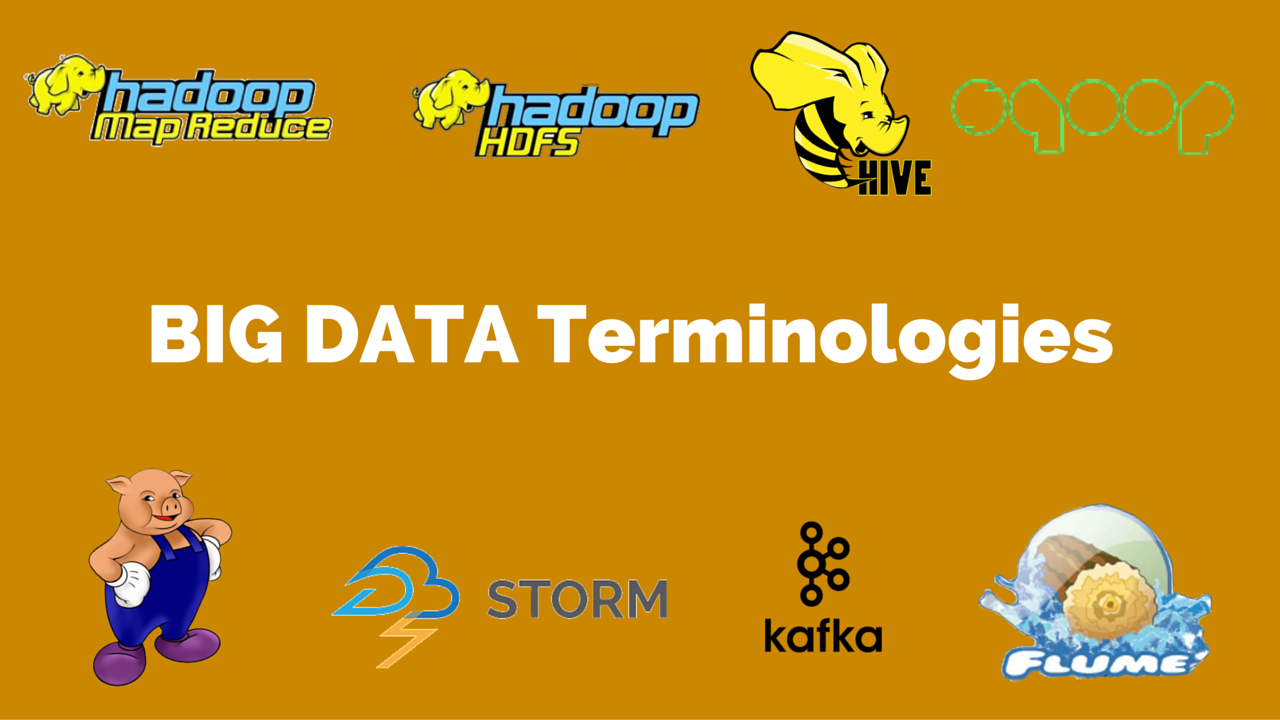 hadoop
Map Reduce
hadoop
HDFS
HIVE
sqoop
BIG DATA Terminologies
STORM
kafka
FLUME